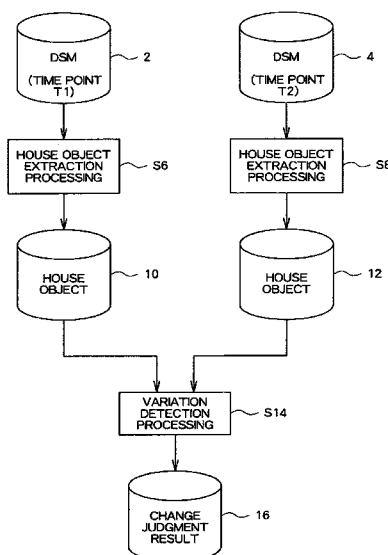 DSM
(TIME POINT
T1)
2
DSM
(TIME POINT
T2)
4
HOUSE OBJECT
EXTRACTION
PROCESSING
S6
HOUSE OBJECT
EXTRACTION
PROCESSING
S8
HOUSE
OBJECT
10
HOUSE
OBJECT
12
VARIATION
DETECTION
PROCESSING
S14
CHANGE
JUDGMENT
RESULT
16